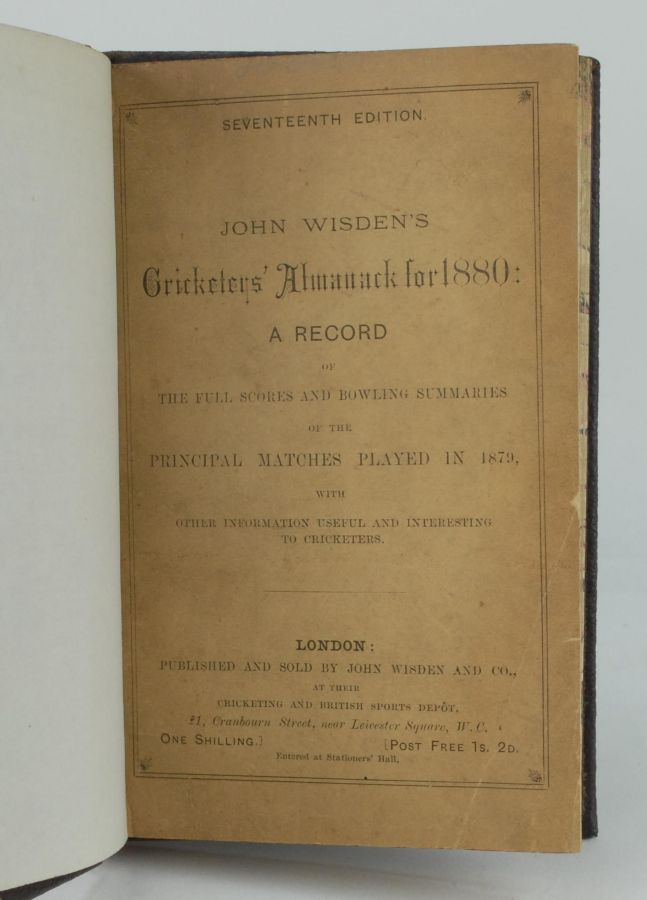 SEVENTEENTH EDITION.
JOHN WISDEN'S
Cricketers' Almanack for 1880:
A RECORD
OF
THE FULL SCORES AND BOWLING SUMMARIES
OF THE
PRINCIPAL MATCHES PLAYED IN 1879,
WITH
OTHER INFORMATION USEFUL AND INTERESTING
TO CRICKETERS.
LONDON:
PUBLISHED AND SOLD BY JOHN WISDEN AND CO.,
AT THEIR
CRICKETING AND BRITISH SPORTS DEPÔT,
21, Cranbourn Street, near Leicester Square, W.C.
ONE SHILLING.] [POST FREE 1S. 2D.
Entered at Stationers' Hall.